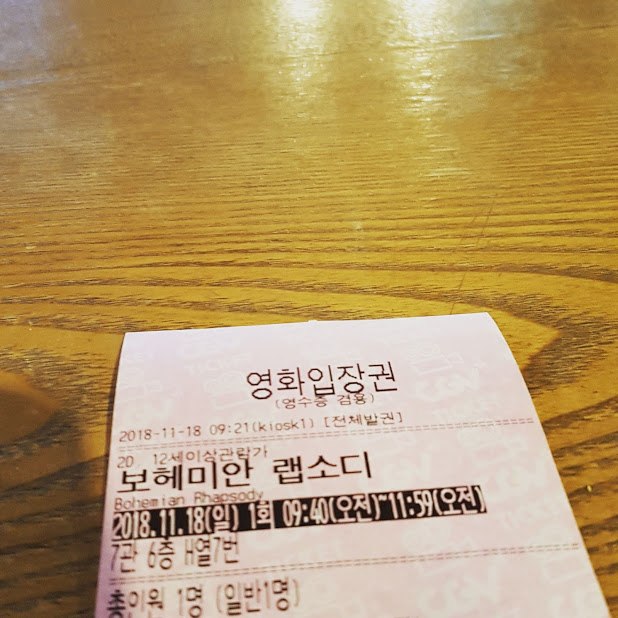 영화입장권
(영수증 겸용)
2018-11-18 09:21(kiosk1) [전체발권]
2D 12세이상관람가
보헤미안 랩소디
Bohemian Rhapsody
2018.11.18(일) 1회 09:40(오전)~11:59(오전)
7관 6층 H열7번
총인원 1명 (일반1명)